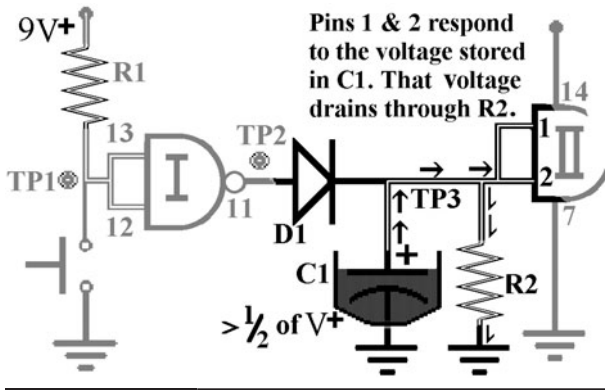 9V+
R1
Pins 1 & 2 respond
to the voltage stored
in C1. That voltage
drains through R2.
14
13
TP2
1
TP1
I
II
2
12
11
TP3
7
D1
+
C1
R2
> 1/2 of V+